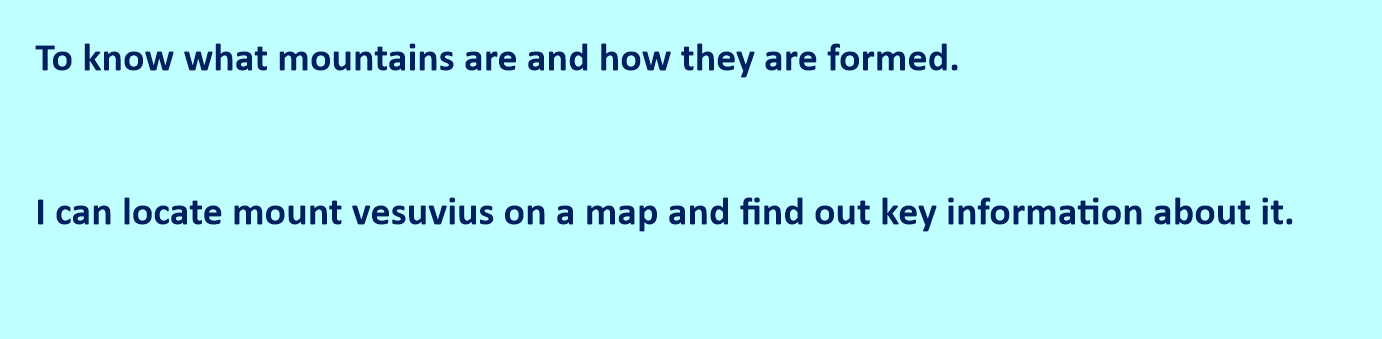 To know what mountains are and how they are formed.
I can locate mount vesuvius on a map and find out key information about it.